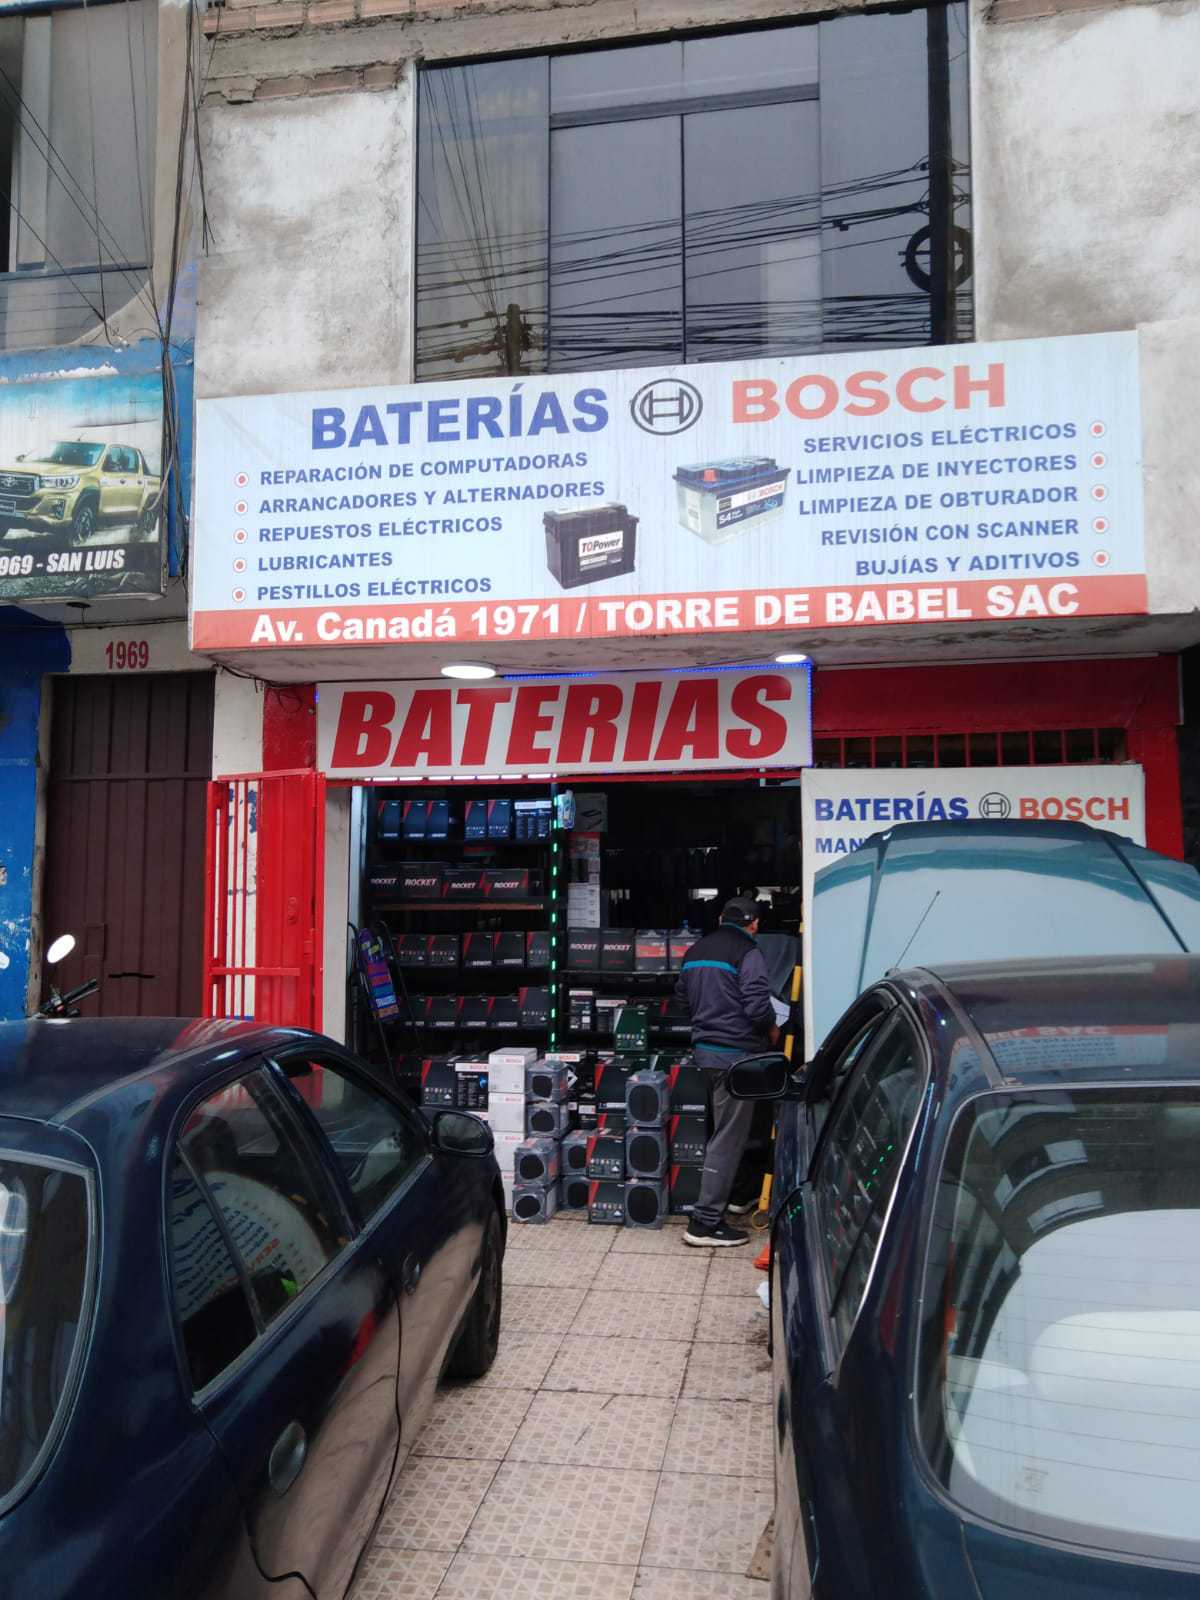 BATERÍAS BOSCH
REPARACIÓN DE COMPUTADORAS
ARRANCADORES Y ALTERNADORES
REPUESTOS ELÉCTRICOS
LUBRICANTES
PESTILLOS ELÉCTRICOS
TOPower
BOSCH
S4
SERVICIOS ELÉCTRICOS
LIMPIEZA DE INYECTORES
LIMPIEZA DE OBTURADOR
REVISIÓN CON SCANNER
BUJÍAS Y ADITIVOS
Av. Canadá 1971 / TORRE DE BABEL SAC
969 - SAN LUIS
1969
BATERIAS
BATERÍAS BOSCH
MAN
ROCKET ROCKET ROCKET ROCKET
ROCKET ROCKET